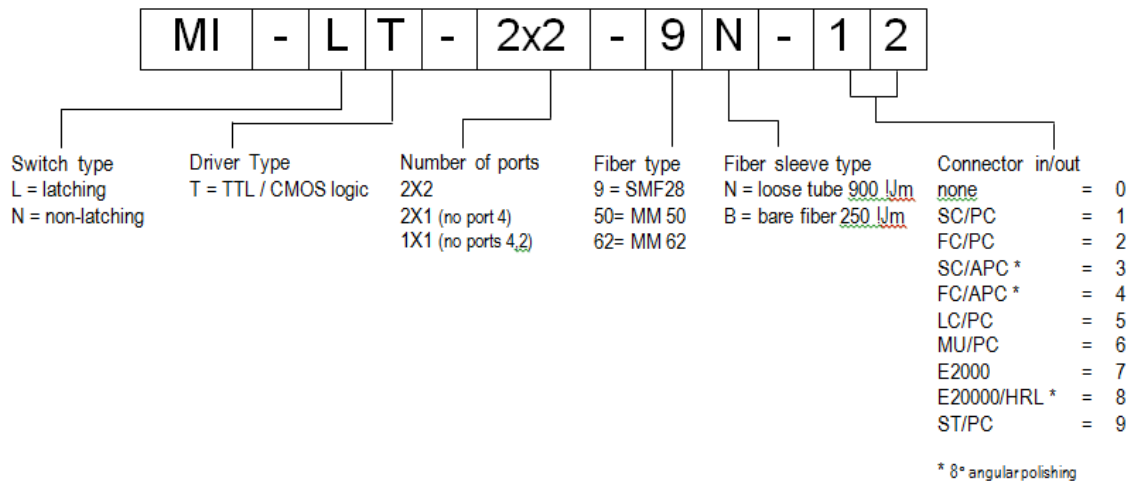 MI - L T - 2x2 - 9 N - 1 2
Switch type
L = latching
N = non-latching
Driver Type
T = TTL / CMOS logic
Number of ports
2X2
2X1 (no port 4)
1X1 (no ports 4,2)
Fiber type
9 = SMF28
50= MM 50
62= MM 62
Fiber sleeve type
N = loose tube 900 !Jm
B = bare fiber 250 !Jm
Connector in/out
none = 0
SC/PC = 1
FC/PC = 2
SC/APC * = 3
FC/APC * = 4
LC/PC = 5
MU/PC = 6
E2000 = 7
E20000/HRL * = 8
ST/PC = 9
* 8° angular polishing